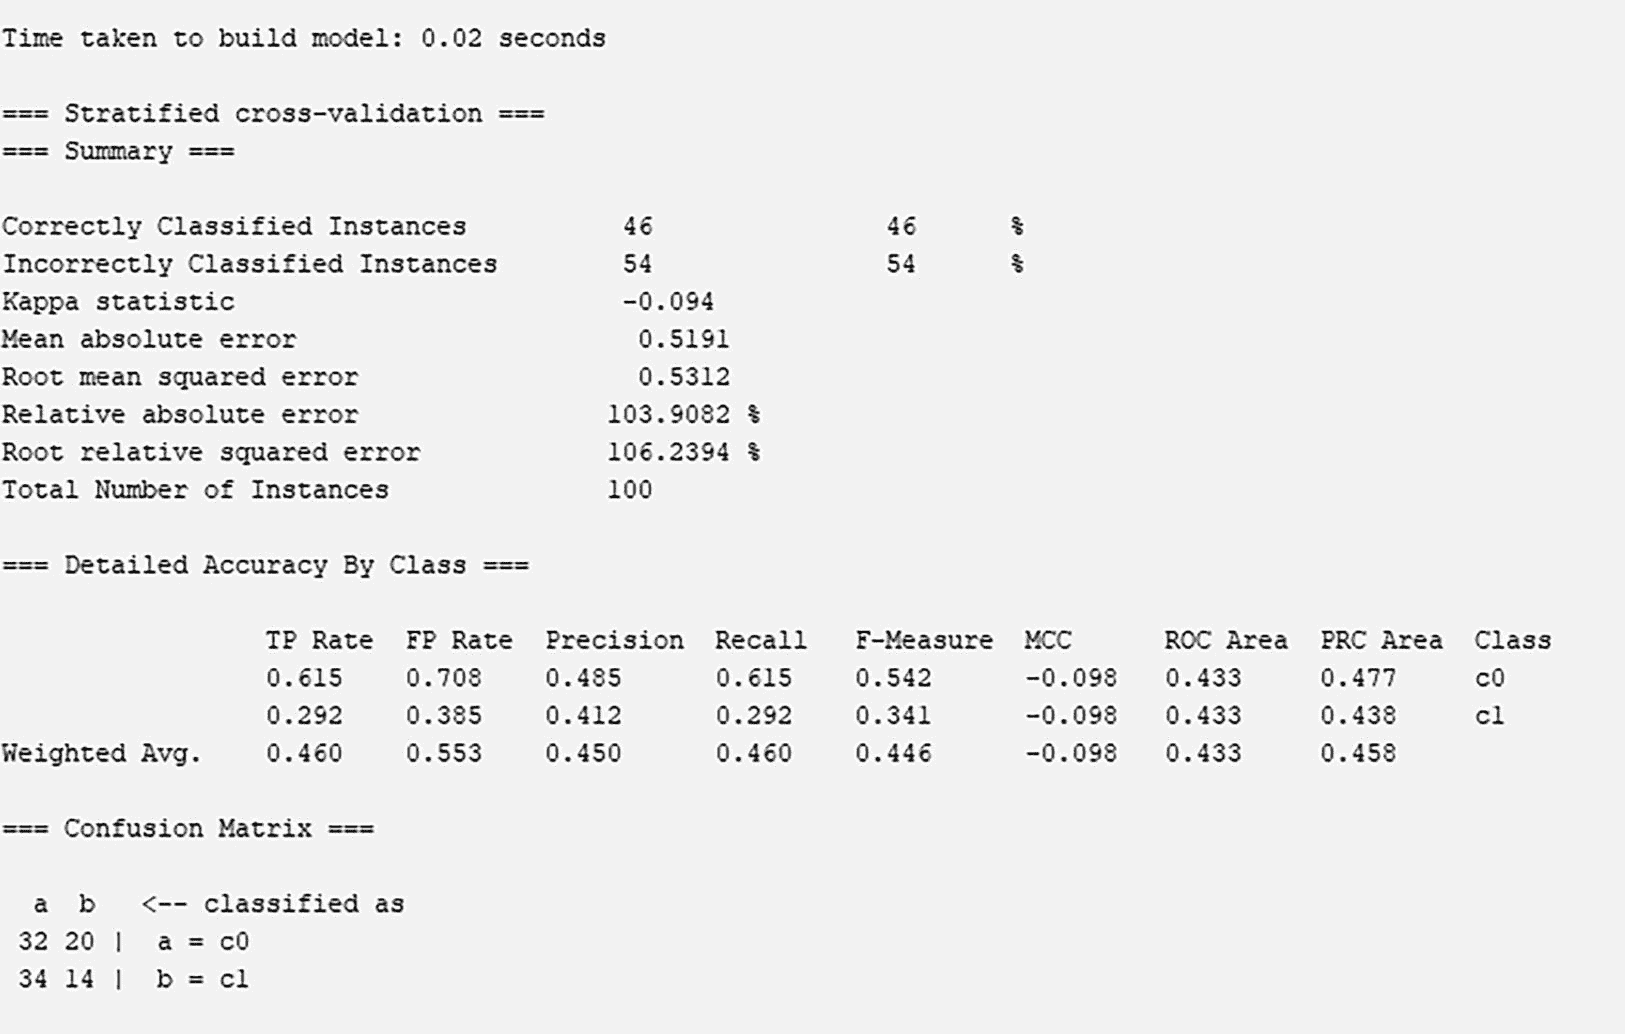 Time taken to build model: 0.02 seconds
=== Stratified cross-validation ===
=== Summary ===
Correctly Classified Instances 46 46 %
Incorrectly Classified Instances 54 54 %
Kappa statistic -0.094
Mean absolute error 0.5191
Root mean squared error 0.5312
Relative absolute error 103.9082 %
Root relative squared error 106.2394 %
Total Number of Instances 100
=== Detailed Accuracy By Class ===
TP Rate FP Rate Precision Recall F-Measure MCC ROC Area PRC Area Class
0.615 0.708 0.485 0.615 0.542 -0.098 0.433 0.477 c0
0.292 0.385 0.412 0.292 0.341 -0.098 0.433 0.438 c1
Weighted Avg. 0.460 0.553 0.450 0.460 0.446 -0.098 0.433 0.458
=== Confusion Matrix ===
a b <-- classified as
32 20 | a = c0
34 14 | b = c1